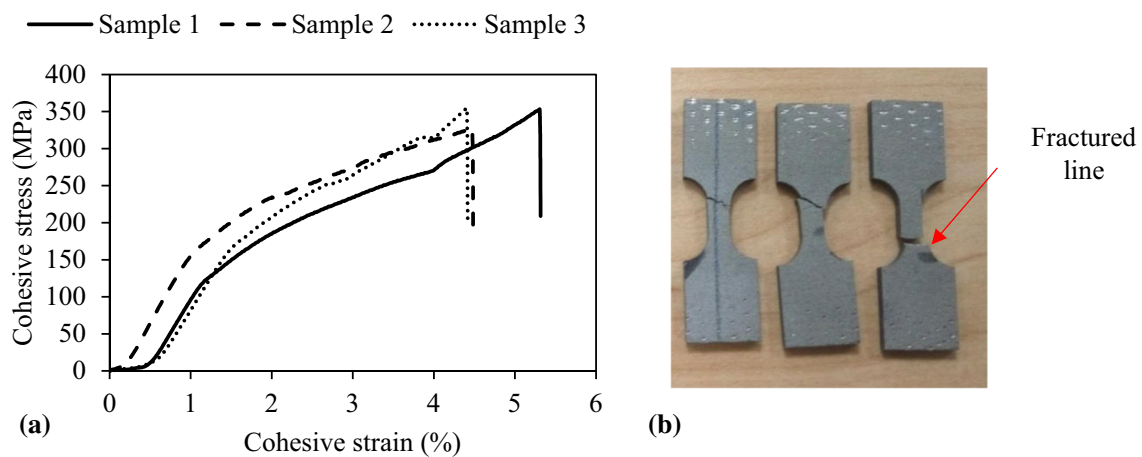 Sample 1 Sample 2 Sample 3
Cohesive stress (MPa)
400
350
300
250
200
150
100
50
0
0 1 2 3 4 5 6
Cohesive strain (%)
(a)
Fractured
line
(b)